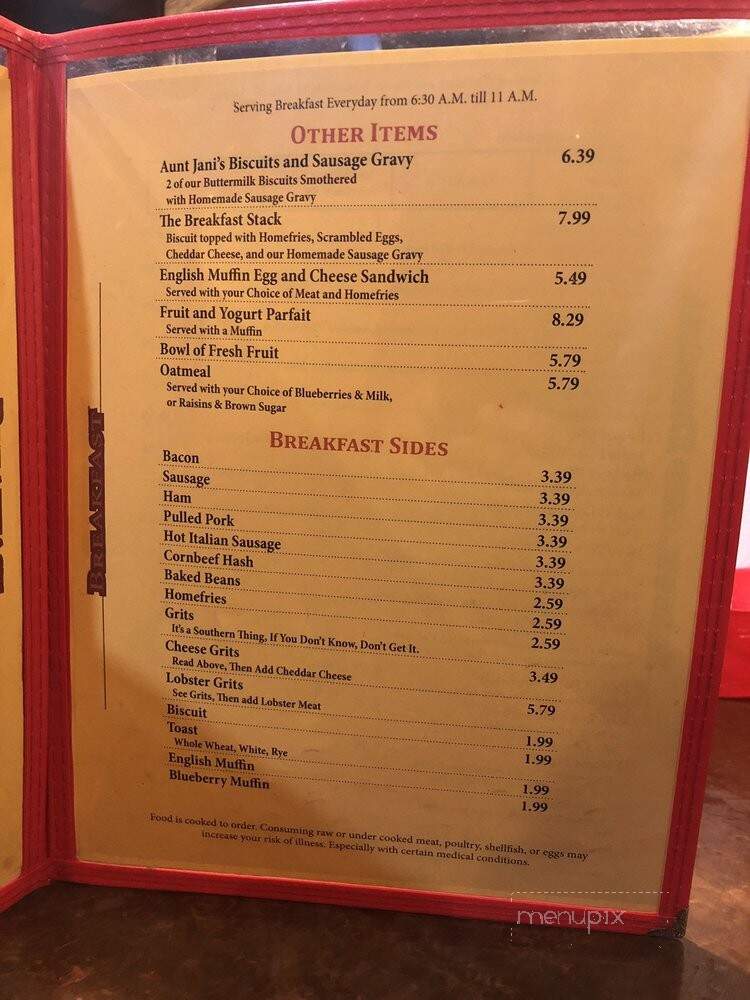 Serving Breakfast Everyday from 6:30 A.M. till 11 A.M.
OTHER ITEMS
Aunt Jani's Biscuits and Sausage Gravy 6.39
2 of our Buttermilk Biscuits Smothered
with Homemade Sausage Gravy
The Breakfast Stack 7.99
Biscuit topped with Homefries, Scrambled Eggs,
Cheddar Cheese, and our Homemade Sausage Gravy
English Muffin Egg and Cheese Sandwich 5.49
Served with your Choice of Meat and Homefries
Fruit and Yogurt Parfait 8.29
Served with a Muffin
Bowl of Fresh Fruit 5.79
Oatmeal 5.79
Served with your Choice of Blueberries & Milk,
or Raisins & Brown Sugar
BREAKFAST
BREAKFAST SIDES
Bacon 3.39
Sausage 3.39
Ham 3.39
Pulled Pork 3.39
Hot Italian Sausage 3.39
Cornbeef Hash 3.39
Baked Beans 2.59
Homefries 2.59
Grits 2.59
It's a Southern Thing, If You Don't Know, Don't Get It.
Cheese Grits 3.49
Read Above, Then Add Cheddar Cheese
Lobster Grits 5.79
See Grits, Then add Lobster Meat
Biscuit 1.99
Toast 1.99
Whole Wheat, White, Rye
English Muffin 1.99
Blueberry Muffin 1.99
Food is cooked to order. Consuming raw or under cooked meat, poultry, shellfish, or eggs may
increase your risk of illness. Especially with certain medical conditions.
menupix